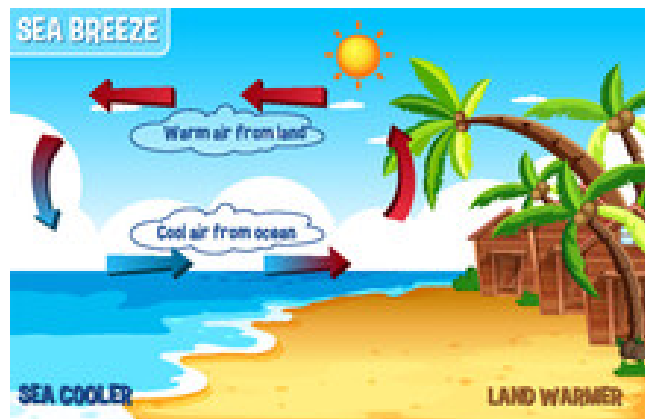 SEA BREEZE
Warm air from land
Cool air from ocean
SEA COOLER
LAND WARMER